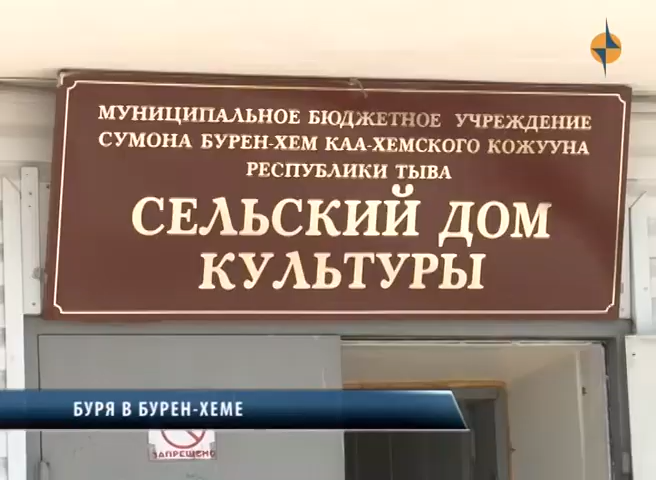 МУНИЦИПАЛЬНОЕ БЮДЖЕТНОЕ УЧРЕЖДЕНИЕ
СУМОНА БУРЕН-ХЕМ КАА-ХЕМСКОГО КОЖУУНА
РЕСПУБЛИКИ ТЫВА
СЕЛЬСКИЙ ДОМ
КУЛЬТУРЫ
БУРЯ В БУРЕН-ХЕМЕ
ЗАПРЕЩЕНО